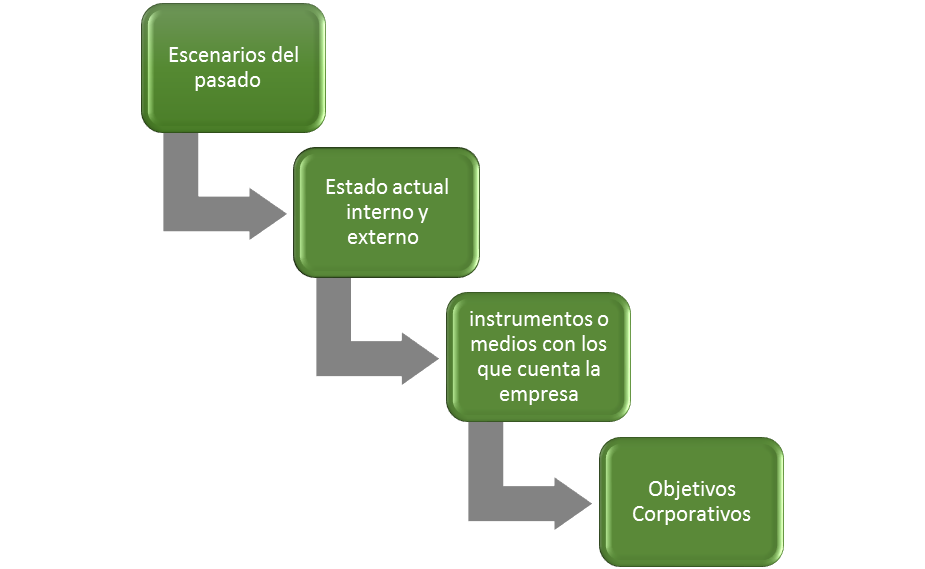 Escenarios del
pasado
Estado actual
interno y
externo
instrumentos o
medios con los
que cuenta la
empresa
Objetivos
Corporativos